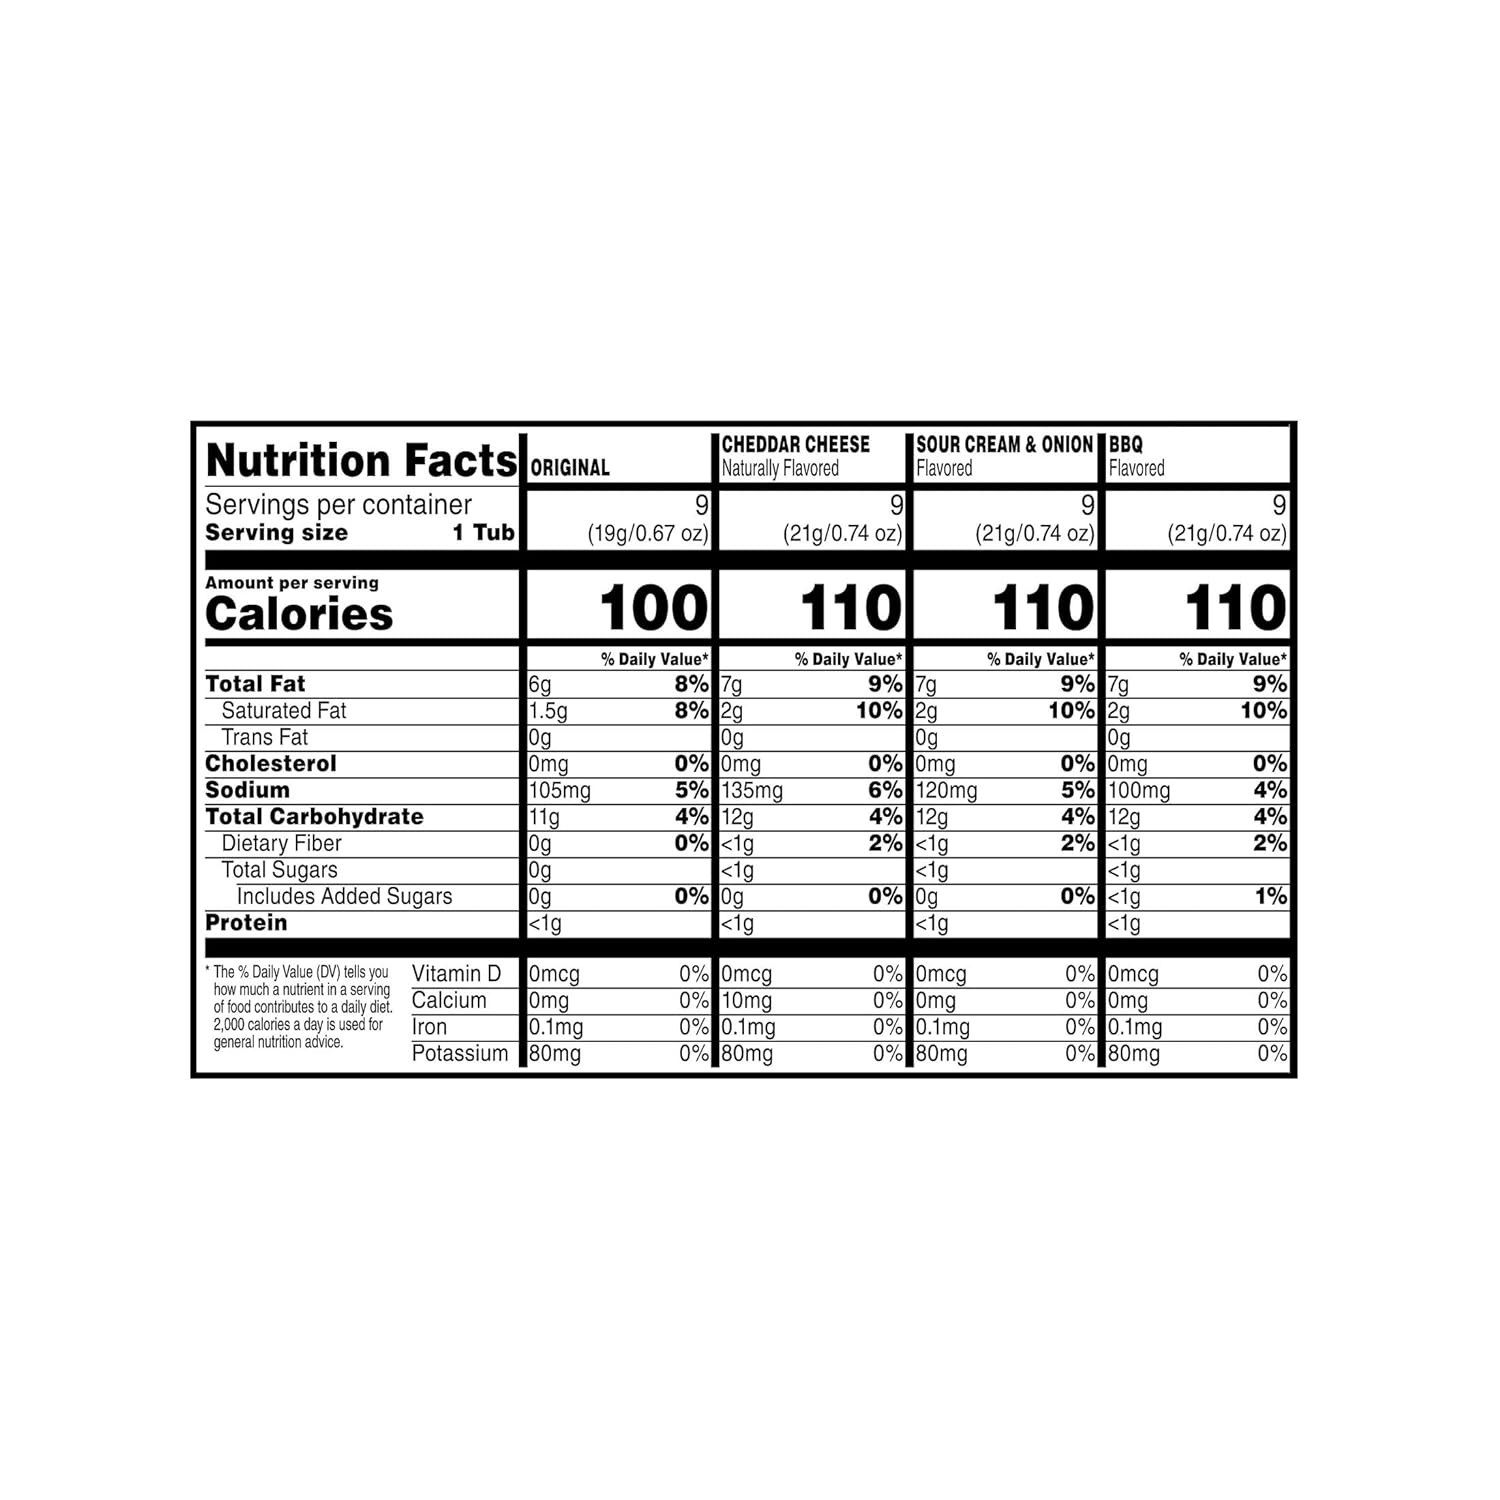 Nutrition Facts ORIGINAL CHEDDAR CHEESE Naturally Flavored SOUR CREAM & ONION Flavored BBQ Flavored
Servings per container 9 9 9 9
Serving size 1 Tub (19g/0.67 oz) (21g/0.74 oz) (21g/0.74 oz) (21g/0.74 oz)
Amount per serving
Calories 100 110 110 110
% Daily Value* % Daily Value* % Daily Value* % Daily Value*
Total Fat 6g 8% 7g 9% 7g 9% 7g 9%
Saturated Fat 1.5g 8% 2g 10% 2g 10% 2g 10%
Trans Fat 0g 0g 0g 0g
Cholesterol 0mg 0% 0mg 0% 0mg 0% 0mg 0%
Sodium 105mg 5% 135mg 6% 120mg 5% 100mg 4%
Total Carbohydrate 11g 4% 12g 4% 12g 4% 12g 4%
Dietary Fiber 0g 0% <1g 2% <1g 2% <1g 2%
Total Sugars 0g <1g <1g <1g
Includes Added Sugars 0g 0% 0g 0% 0g 0% <1g 1%
Protein <1g <1g <1g <1g
* The % Daily Value (DV) tells you
how much a nutrient in a serving
of food contributes to a daily diet.
2,000 calories a day is used for
general nutrition advice.
Vitamin D 0mcg 0% 0mcg 0% 0mcg 0% 0mcg 0%
Calcium 0mg 0% 10mg 0% 0mg 0% 0mg 0%
Iron 0.1mg 0% 0.1mg 0% 0.1mg 0% 0.1mg 0%
Potassium 80mg 0% 80mg 0% 80mg 0% 80mg 0%